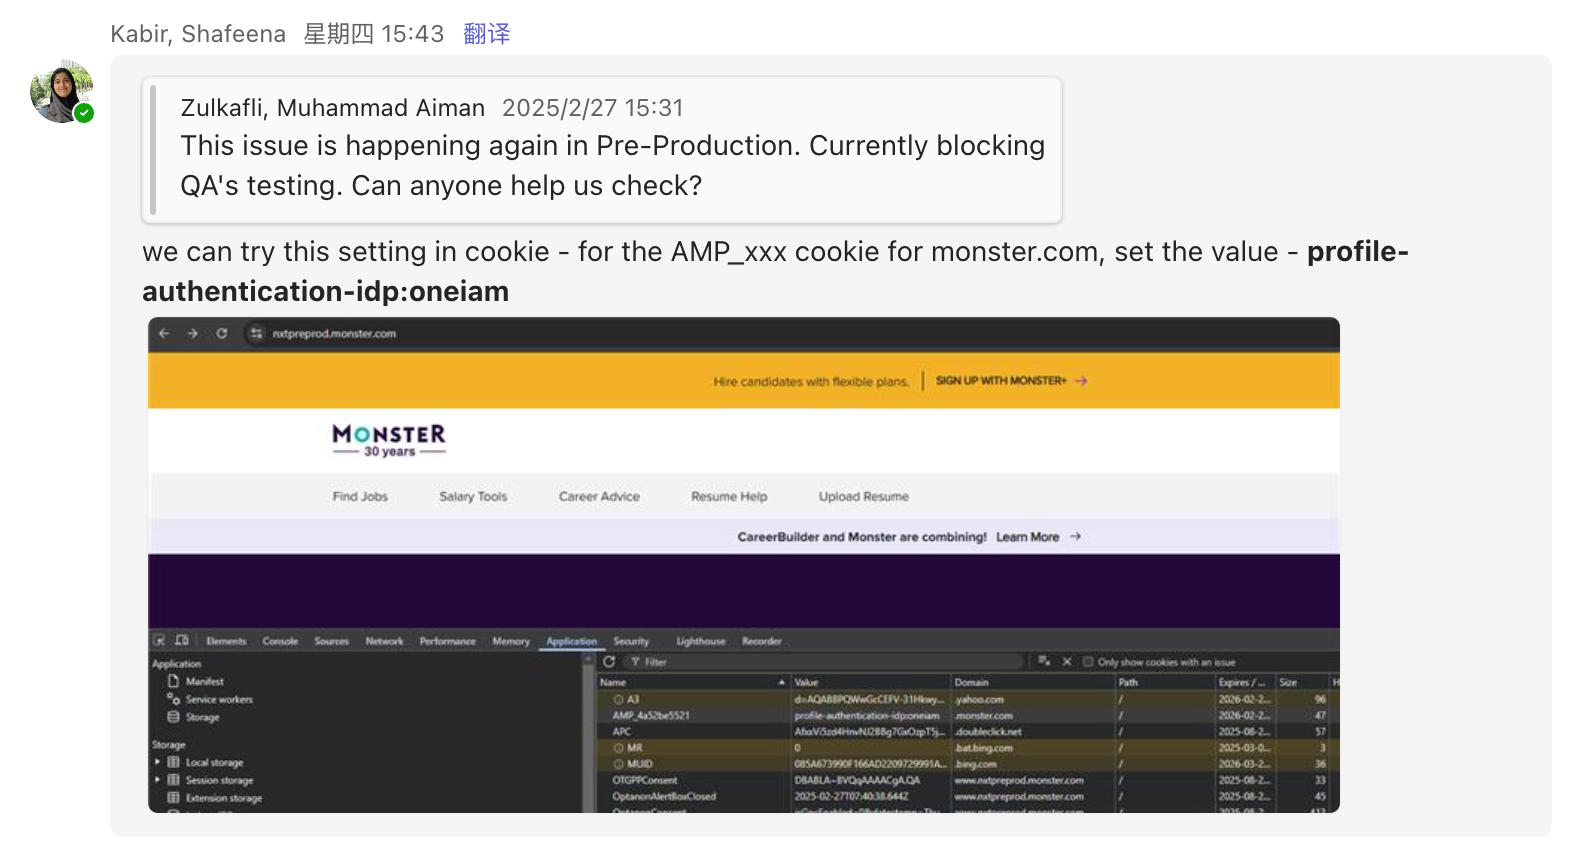 Kabir, Shafeena 星期四 15:43 翻译
Zulkafli, Muhammad Aiman 2025/2/27 15:31
This issue is happening again in Pre-Production. Currently blocking
QA's testing. Can anyone help us check?
we can try this setting in cookie - for the AMP_xxx cookie for monster.com, set the value - profile-
authentication-idp:oneiam
nxtpreprod.monster.com
Hire candidates with flexible plans. SIGN UP WITH MONSTER+ →
MONSTER
30 years
Find Jobs Salary Tools Career Advice Resume Help Upload Resume
CareerBuilder and Monster are combining! Learn More →
Elements Console Sources Network Performance Memory Application Security Lighthouse Recorder
Application
Manifest
Service workers
Storage
Storage
Local storage
Session storage
Extension storage
Filter Only show cookies with an issue
Name Value Domain Path Expires / ... Size
A3 .yahoo.com / 2026-02-2... 96
AMP_4a52be5521 profile-authentication-idp:oneiam .monster.com / 2026-02-2... 47
APC .doubleclick.net / 2025-08-2... 57
MR 0 .bat.bing.com / 2025-03-0... 3
MUID .bing.com / 2026-03-2... 36
OTGPPConsent DBABLA~BVQqAAAACgA.QA www.nxtpreprod.monster.com / 2025-08-2... 33
OptanonAlertBoxClosed 2025-02-27T07:40:38.644Z www.nxtpreprod.monster.com / 2025-08-2... 45